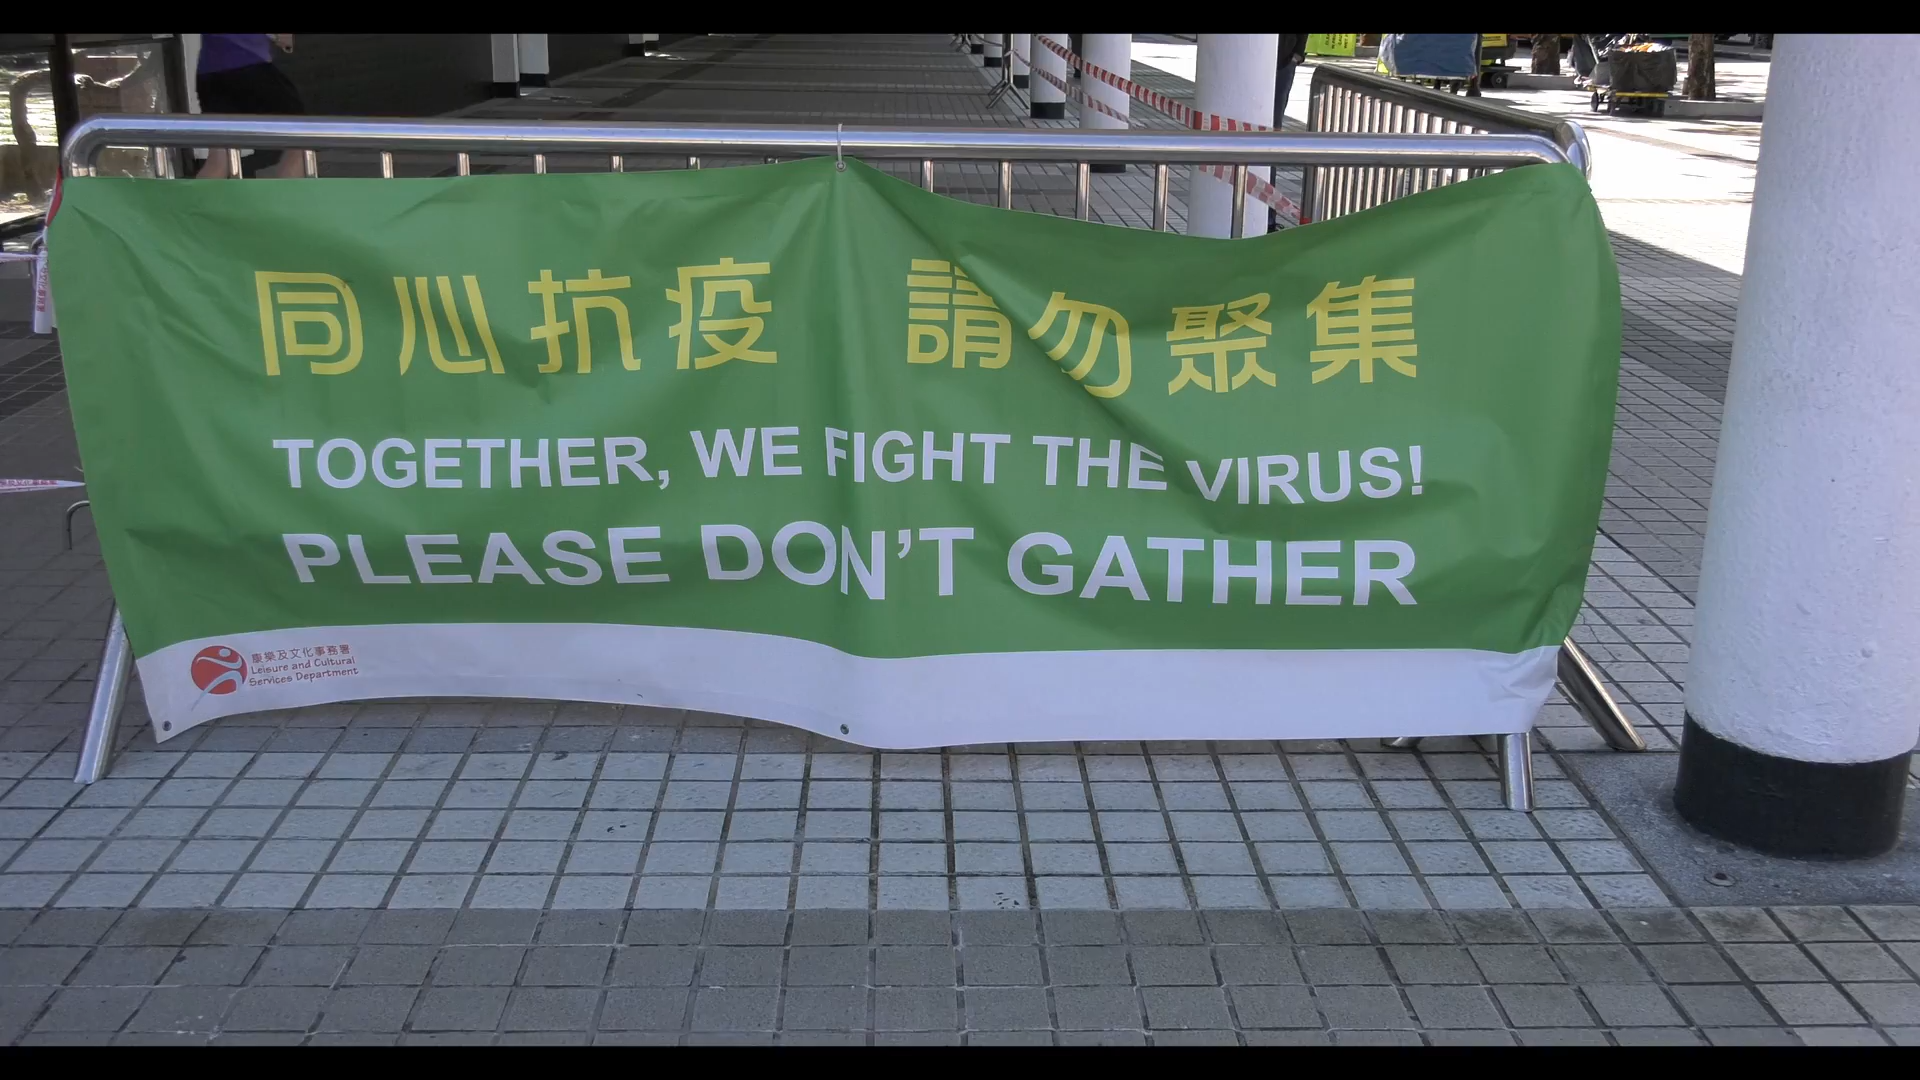 同心抗疫 請勿聚集
TOGETHER, WE FIGHT THE VIRUS!
PLEASE DON'T GATHER
康樂及文化事務署
Leisure and Cultural
Services Department